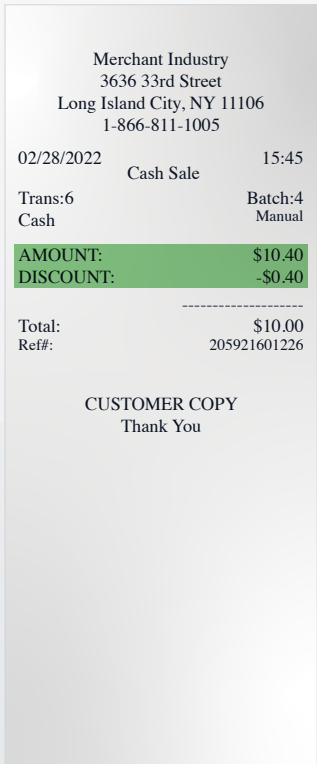 Merchant Industry
3636 33rd Street
Long Island City, NY 11106
1-866-811-1005
02/28/2022 15:45
Cash Sale
Trans:6 Batch:4
Cash Manual
AMOUNT: $10.40
DISCOUNT: -$0.40
--------------------
Total: $10.00
Ref#: 205921601226
CUSTOMER COPY
Thank You